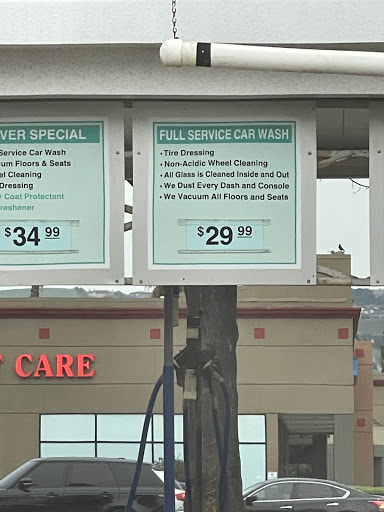 VER SPECIAL
Service Car Wash
um Floors & Seats
el Cleaning
Dressing
Coat Protectant
reshener
$34 99
FULL SERVICE CAR WASH
• Tire Dressing
• Non-Acidic Wheel Cleaning
• All Glass is Cleaned Inside and Out
• We Dust Every Dash and Console
• We Vacuum All Floors and Seats
$29 99
CARE